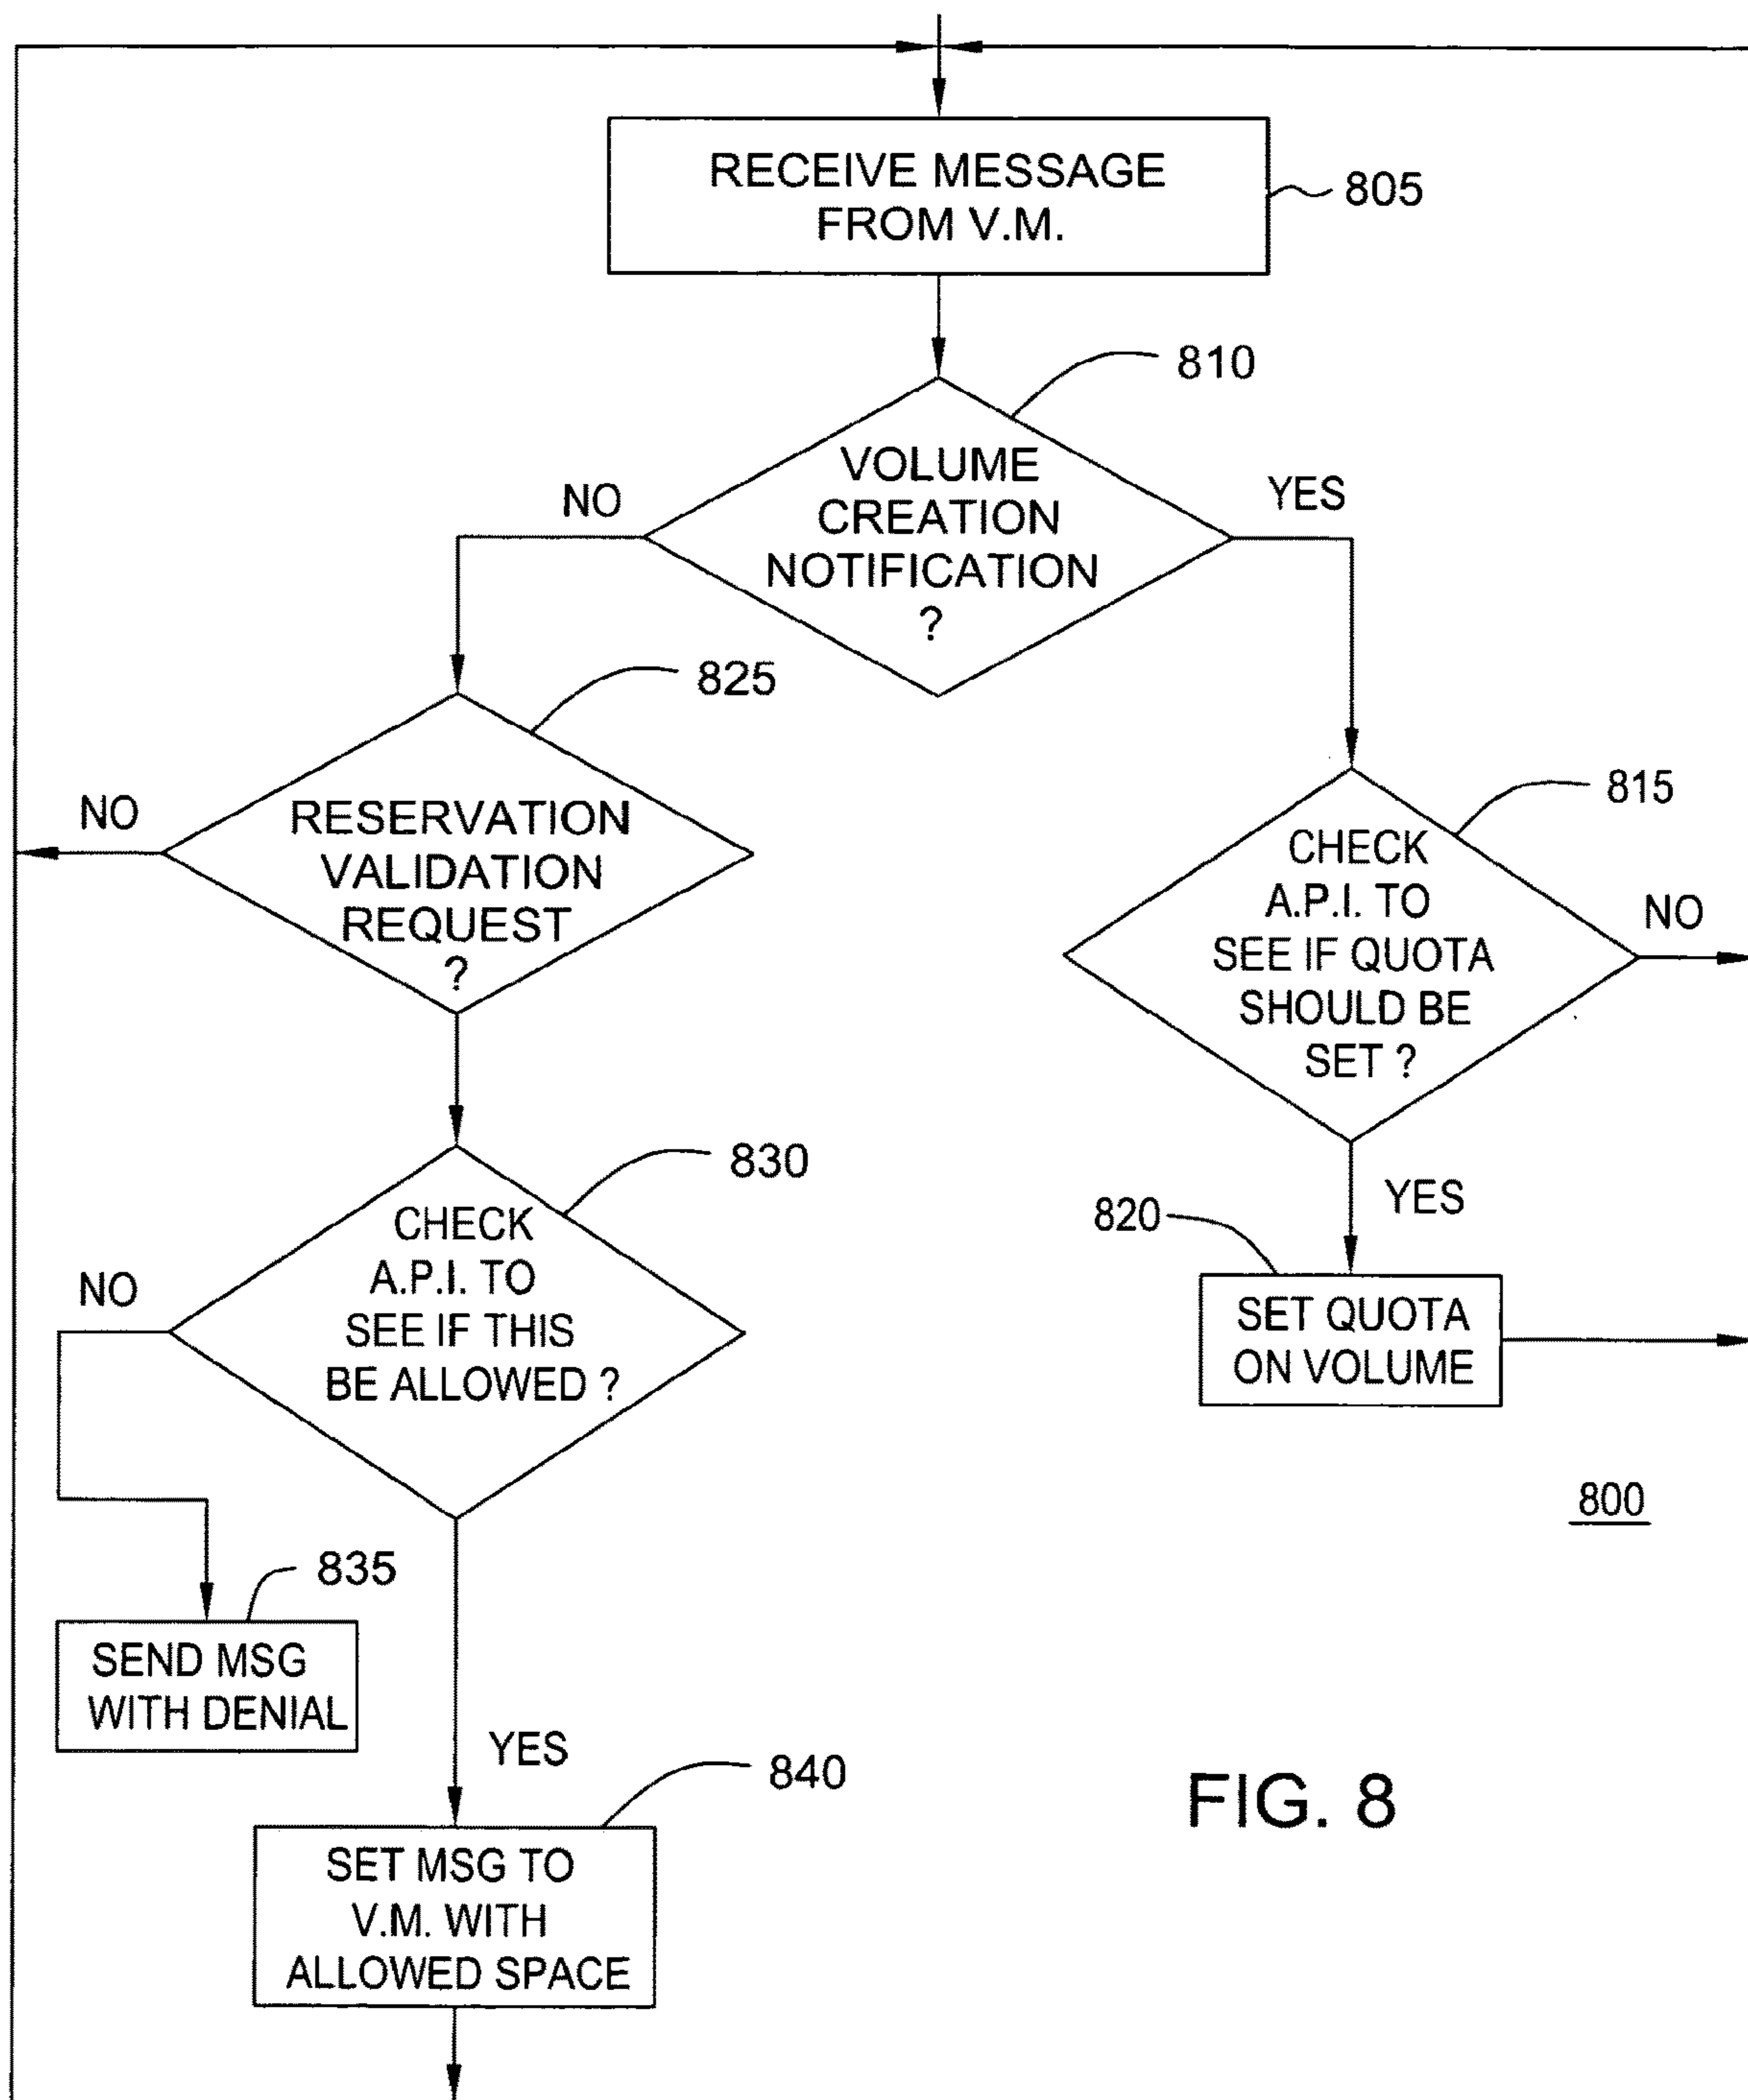 RECEIVE MESSAGE
FROM V.M.
805
810
VOLUME
CREATION
NOTIFICATION
?
NO
YES
825
RESERVATION
VALIDATION
REQUEST
?
NO
815
CHECK
A.P.I. TO
SEE IF QUOTA
SHOULD BE
SET ?
NO
YES
830
CHECK
A.P.I. TO
SEE IF THIS
BE ALLOWED ?
NO
820
SET QUOTA
ON VOLUME
800
835
SEND MSG
WITH DENIAL
YES
840
SET MSG TO
V.M. WITH
ALLOWED SPACE
FIG. 8